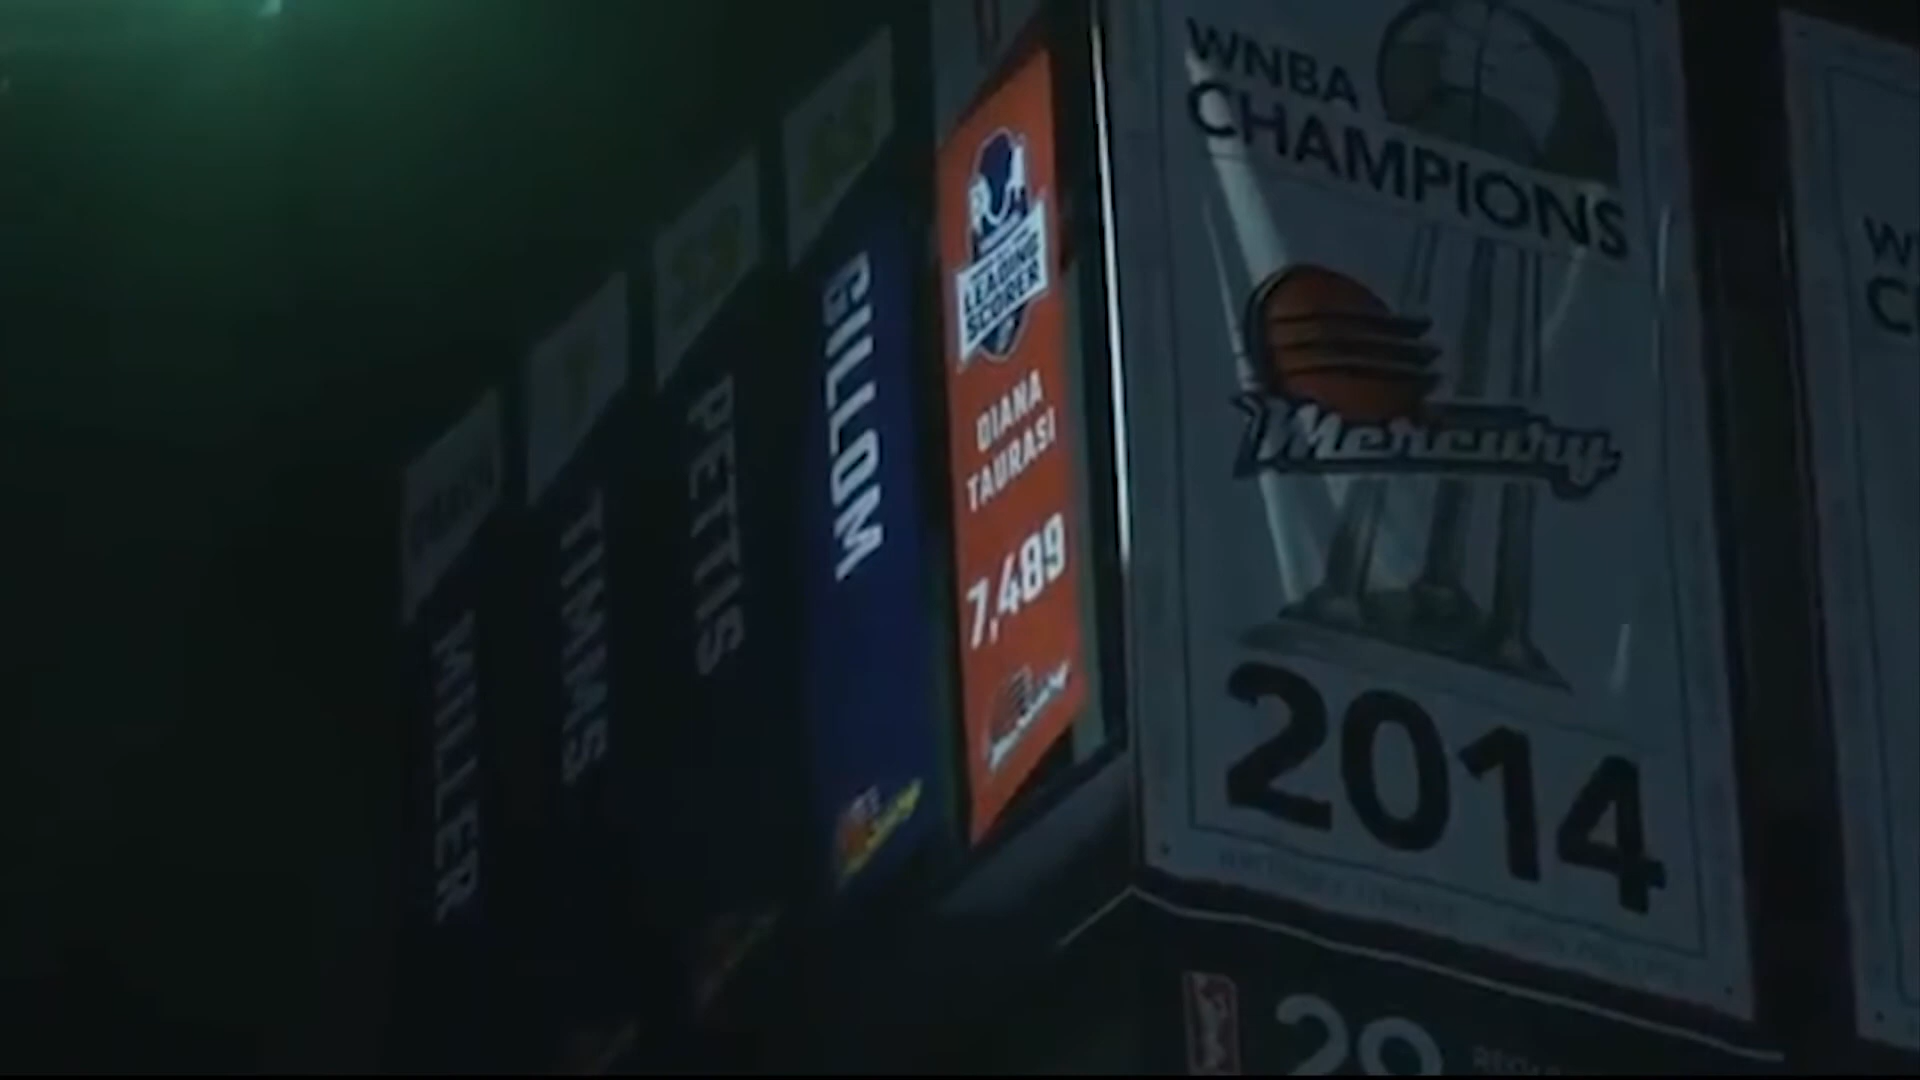 MILLER
TIMMS
PETTIS
GILLOM
LEADING
SCORER
DIANA
TAURASI
7,489
WNBA
CHAMPIONS
Mercury
2014